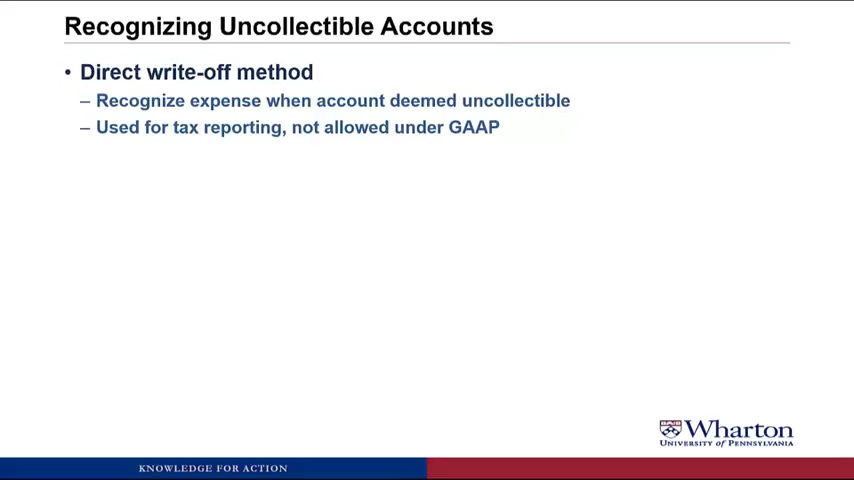 Recognizing Uncollectible Accounts
• Direct write-off method
– Recognize expense when account deemed uncollectible
– Used for tax reporting, not allowed under GAAP
Wharton
UNIVERSITY of PENNSYLVANIA
KNOWLEDGE FOR ACTION